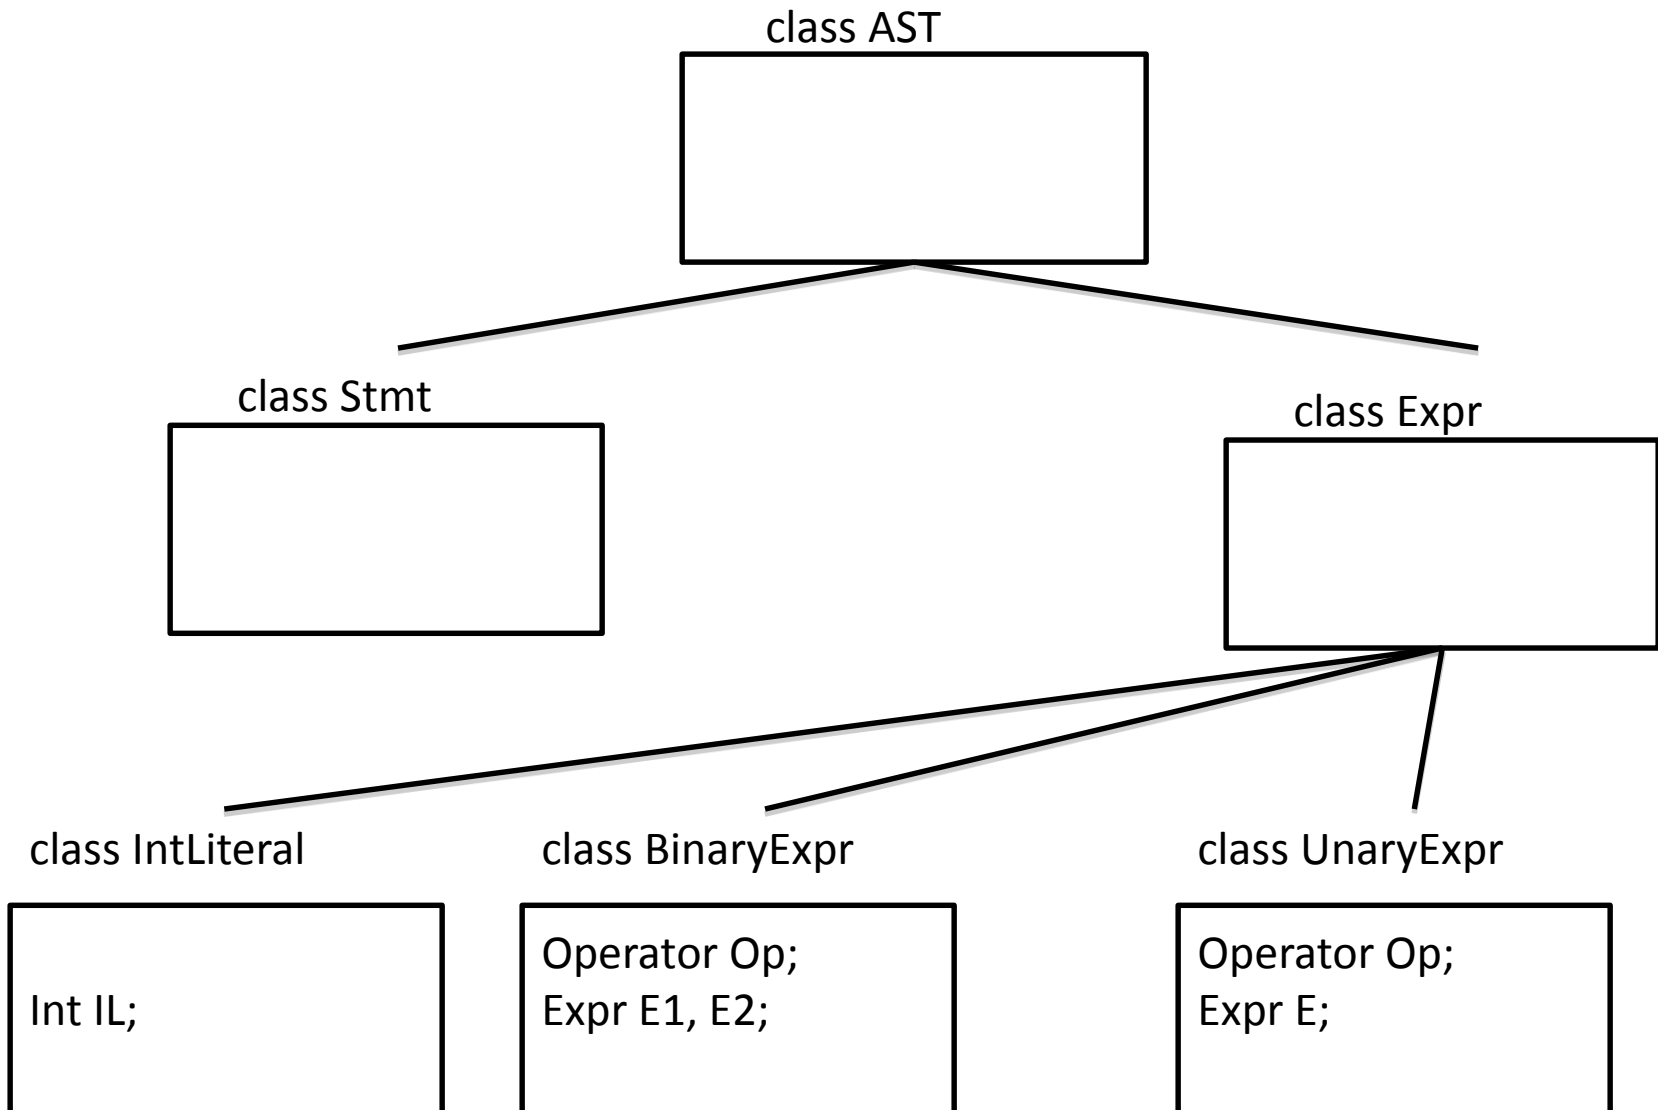 class AST
class Stmt
class Expr
class IntLiteral
class BinaryExpr
class UnaryExpr
Int IL;
Operator Op;
Expr E1, E2;
Operator Op;
Expr E;